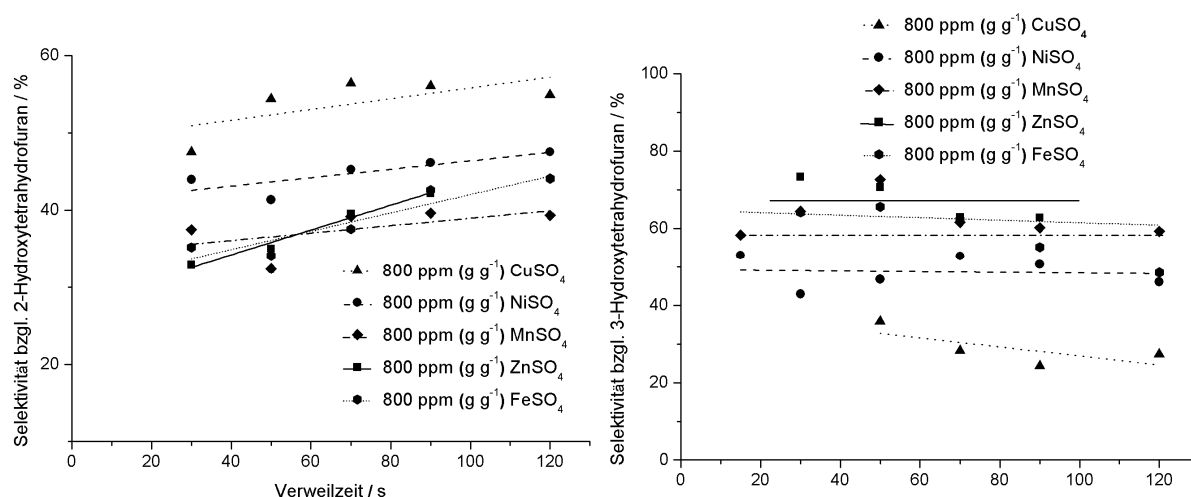 60
40
20
0 20 40 60 80 100 120
Selektivität bzgl. 2-Hydroxytetrahydrofuran / %
Verweilzeit / s
800 ppm (g g⁻¹) CuSO₄
800 ppm (g g⁻¹) NiSO₄
800 ppm (g g⁻¹) MnSO₄
800 ppm (g g⁻¹) ZnSO₄
800 ppm (g g⁻¹) FeSO₄
800 ppm (g g⁻¹) CuSO₄
800 ppm (g g⁻¹) NiSO₄
800 ppm (g g⁻¹) MnSO₄
800 ppm (g g⁻¹) ZnSO₄
800 ppm (g g⁻¹) FeSO₄
100
80
60
40
20
0
0 20 40 60 80 100 120
Selektivität bzgl. 3-Hydroxytetrahydrofuran / %